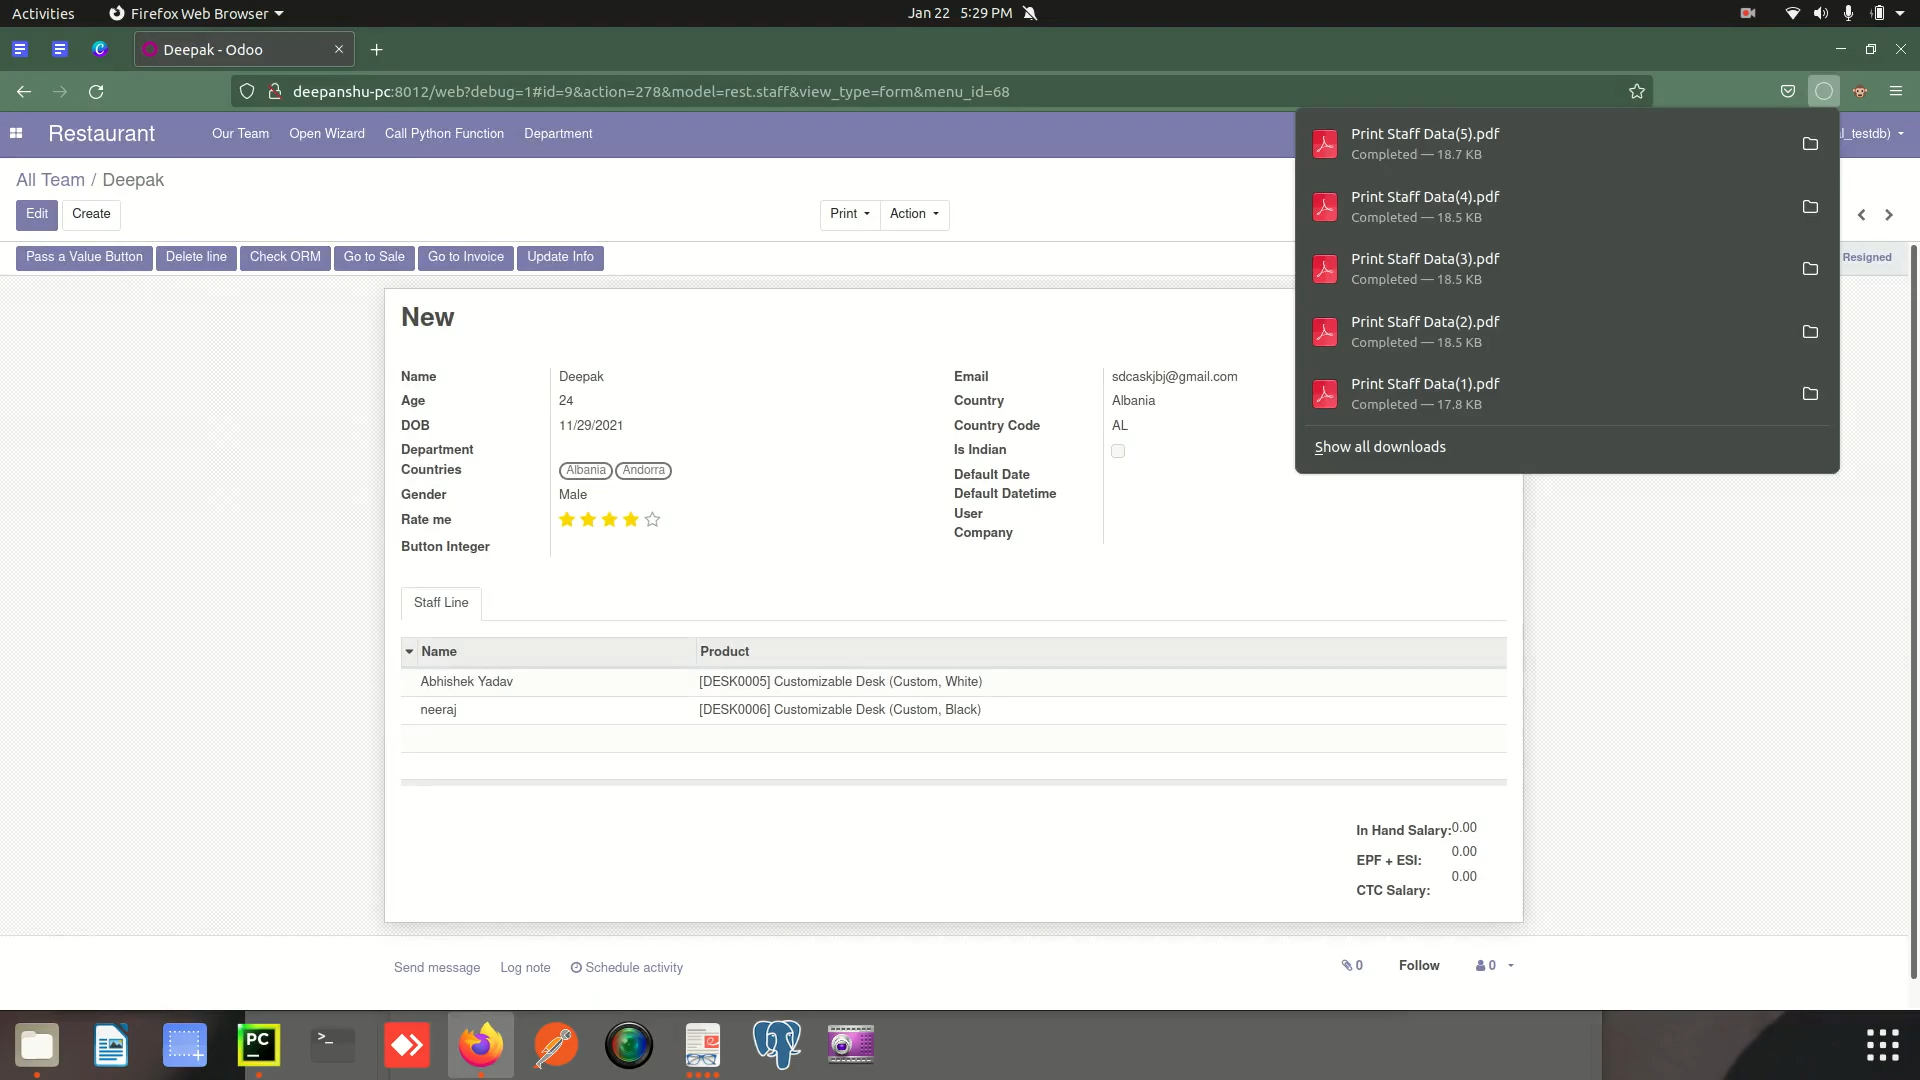 Activities Firefox Web Browser Jan 22 5:29 PM
Deepak - Odoo
deepanshu-pc:8012/web?debug=1#id=9&action=278&model=rest.staff&view_type=form&menu_id=68
Restaurant Our Team Open Wizard Call Python Function Department l_testdb)
All Team / Deepak
Edit Create Print Action
Pass a Value Button Delete line Check ORM Go to Sale Go to Invoice Update Info Resigned
Print Staff Data(5).pdf
Completed — 18.7 KB
Print Staff Data(4).pdf
Completed — 18.5 KB
Print Staff Data(3).pdf
Completed — 18.5 KB
Print Staff Data(2).pdf
Completed — 18.5 KB
Print Staff Data(1).pdf
Completed — 17.8 KB
Show all downloads
New
Name Deepak
Age 24
DOB 11/29/2021
Department
Countries Albania Andorra
Gender Male
Rate me
Button Integer
Email sdcaskjbj@gmail.com
Country Albania
Country Code AL
Is Indian
Default Date
Default Datetime
User
Company
Staff Line
Name Product
Abhishek Yadav [DESK0005] Customizable Desk (Custom, White)
neeraj [DESK0006] Customizable Desk (Custom, Black)
In Hand Salary: 0.00
EPF + ESI: 0.00
CTC Salary: 0.00
Send message Log note Schedule activity 0 Follow 0
PC